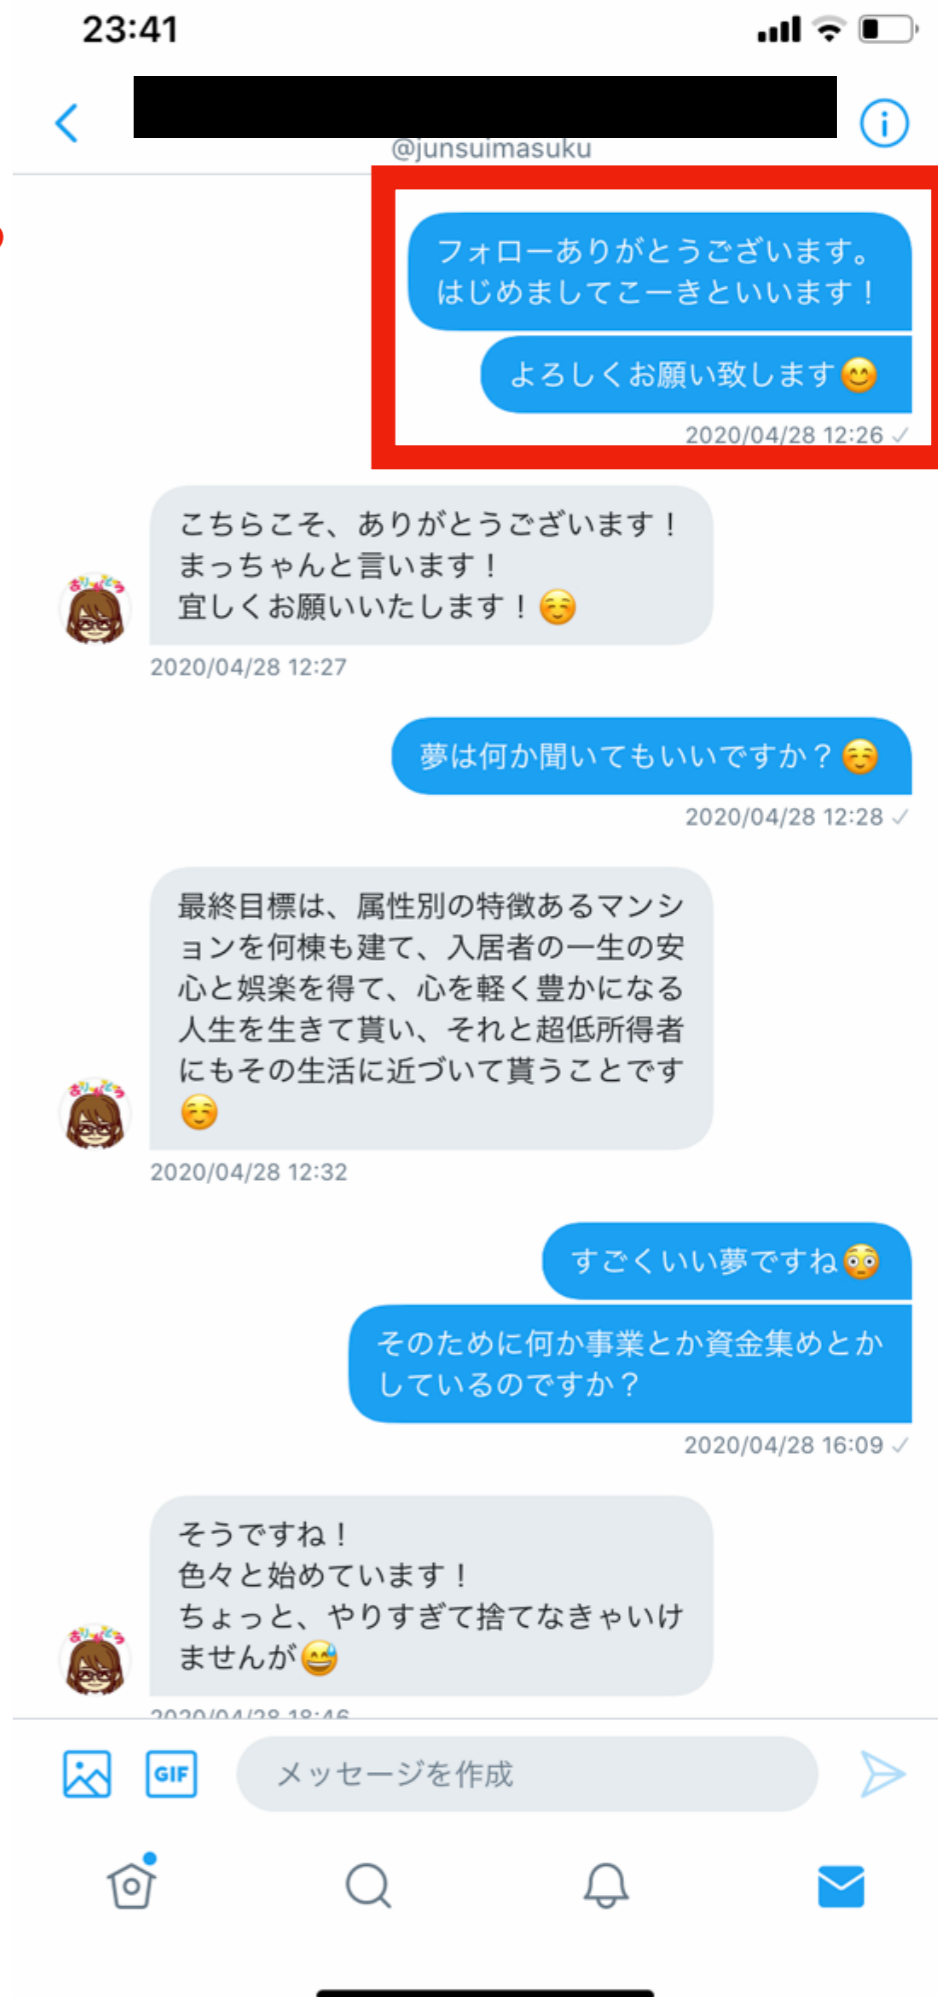 23:41
@junsuimasuku
フォローありがとうございます。
はじめましてこーきといいます！
よろしくお願い致します😊
2020/04/28 12:26 ✓
こちらこそ、ありがとうございます！
まっちゃんと言います！
宜しくお願いいたします！☺️
2020/04/28 12:27
夢は何か聞いてもいいですか？☺️
2020/04/28 12:28 ✓
最終目標は、属性別の特徴あるマンシ
ョンを何棟も建て、入居者の一生の安
心と娯楽を得て、心を軽く豊かになる
人生を生きて貰い、それと超低所得者
にもその生活に近づいて貰うことです
☺️
2020/04/28 12:32
すごくいい夢ですね😳
そのために何か事業とか資金集めとか
しているのですか？
2020/04/28 16:09 ✓
そうですね！
色々と始めています！
ちょっと、やりすぎて捨てなきゃいけ
ませんが😅
2020/04/28 18:46
GIF
メッセージを作成